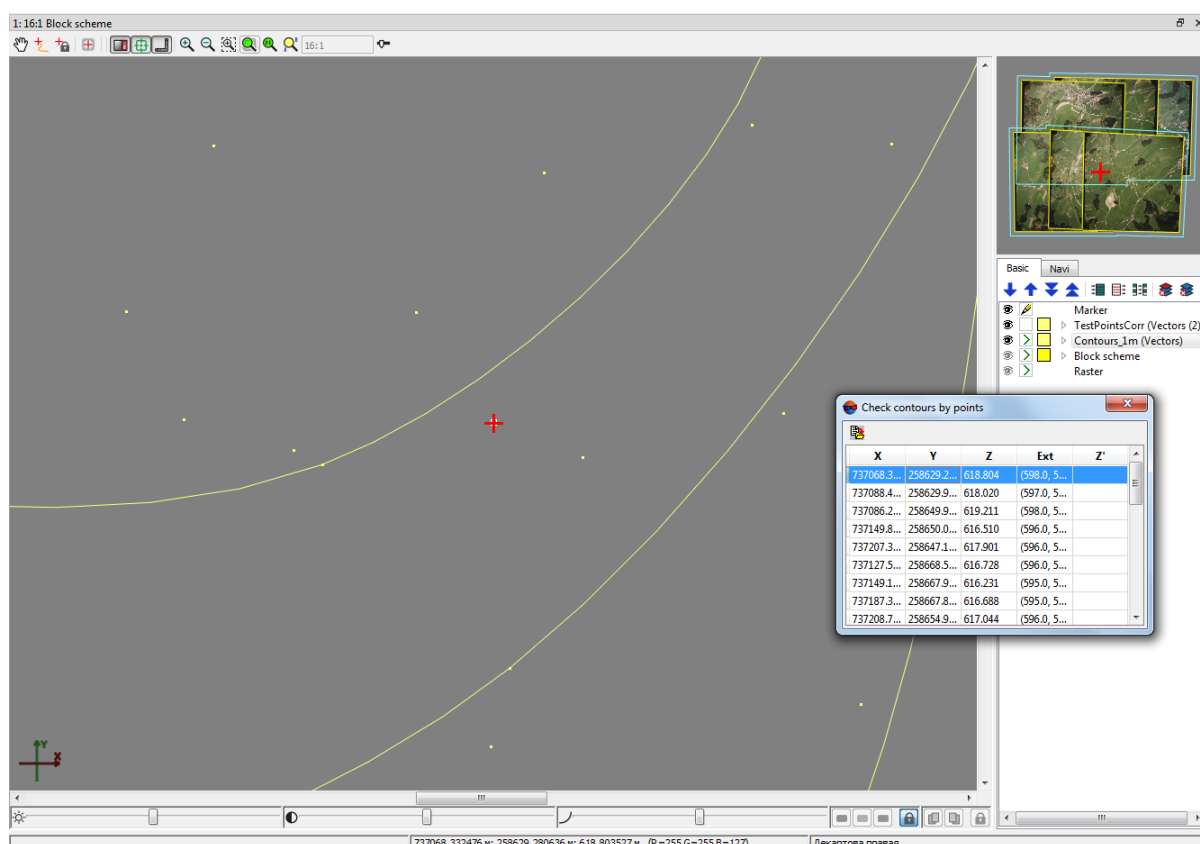 1: 16:1 Block scheme
16:1
Basic Navi
Marker
TestPointsCorr (Vectors (2)
Contours_1m (Vectors)
Block scheme
Raster
Check contours by points
X Y Z Ext Z'
737068.3... 258629.2... 618.804 (598.0, 5...
737088.4... 258629.9... 618.020 (597.0, 5...
737086.2... 258649.9... 619.211 (598.0, 5...
737149.8... 258650.0... 616.510 (596.0, 5...
737207.3... 258647.1... 617.901 (596.0, 5...
737127.5... 258668.5... 616.728 (596.0, 5...
737149.1... 258667.9... 616.231 (595.0, 5...
737187.3... 258667.8... 616.688 (595.0, 5...
737208.7... 258654.9... 617.044 (596.0, 5...
Y
X
737068.332476 м; 258629.280636 м; 618.803527 м (R=255 G=255 B=127) Декартова правая